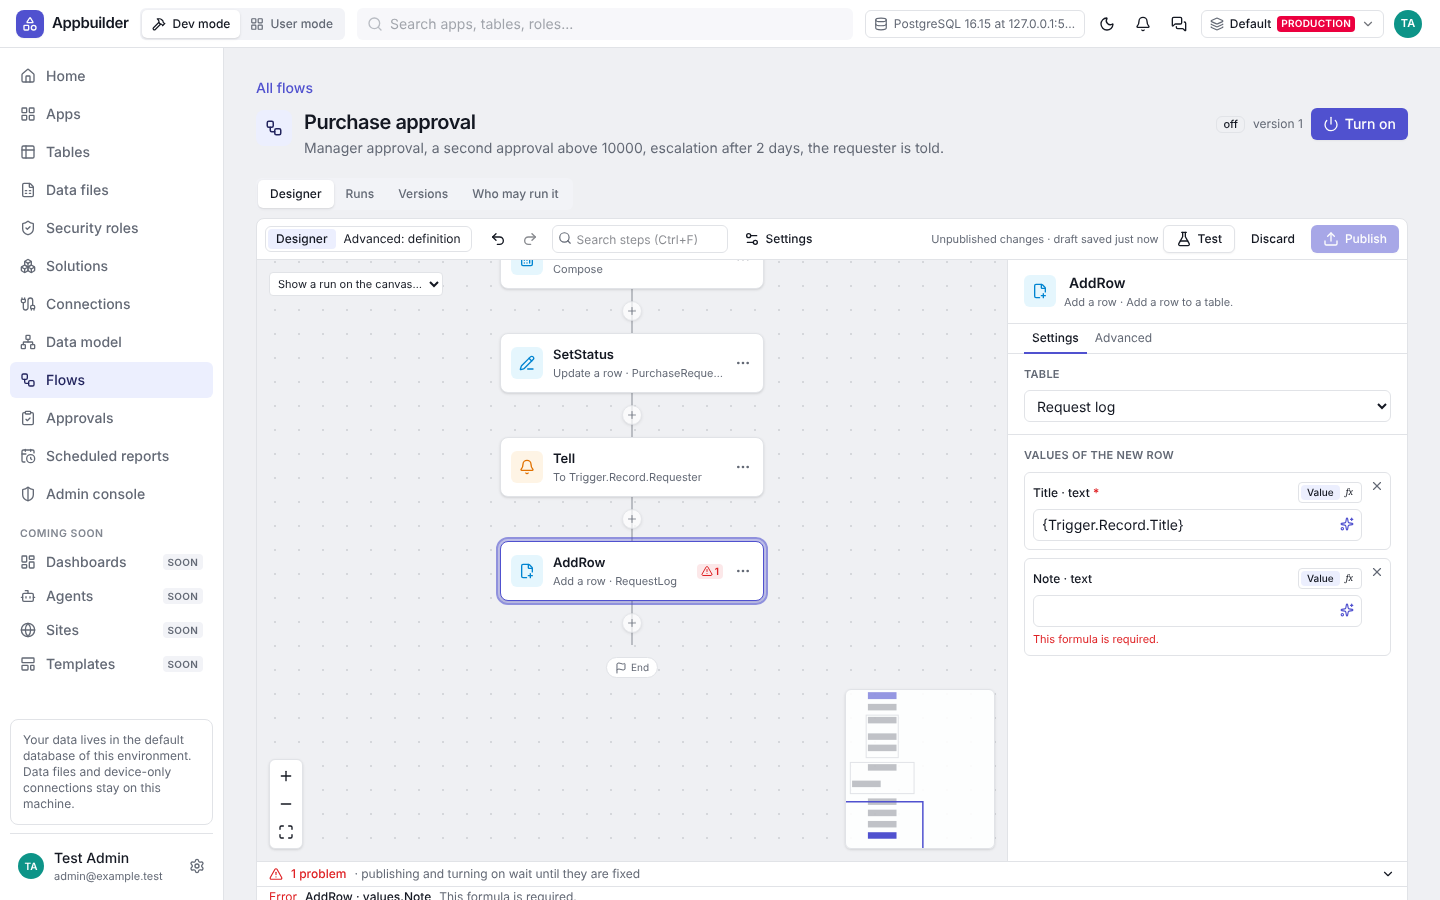 Appbuilder
Dev mode
User mode
Search apps, tables, roles...
PostgreSQL 16.15 at 127.0.0.1:5...
Default PRODUCTION
TA
Home
Apps
Tables
Data files
Security roles
Solutions
Connections
Data model
Flows
Approvals
Scheduled reports
Admin console
COMING SOON
Dashboards SOON
Agents SOON
Sites SOON
Templates SOON
Your data lives in the default
database of this environment.
Data files and device-only
connections stay on this
machine.
TA
Test Admin
admin@example.test
All flows
Purchase approval
Manager approval, a second approval above 10000, escalation after 2 days, the requester is told.
off version 1 Turn on
Designer Runs Versions Who may run it
Designer Advanced: definition
Search steps (Ctrl+F)
Settings
Unpublished changes · draft saved just now
Test
Discard
Publish
Show a run on the canvas...
Compose
SetStatus
Update a row · PurchaseReque...
Tell
To Trigger.Record.Requester
AddRow
Add a row · RequestLog
1
End
AddRow
Add a row · Add a row to a table.
Settings Advanced
TABLE
Request log
VALUES OF THE NEW ROW
Title · text *
Value fx
{Trigger.Record.Title}
Note · text
Value fx
This formula is required.
1 problem · publishing and turning on wait until they are fixed
Error AddRow · values.Note This formula is required.